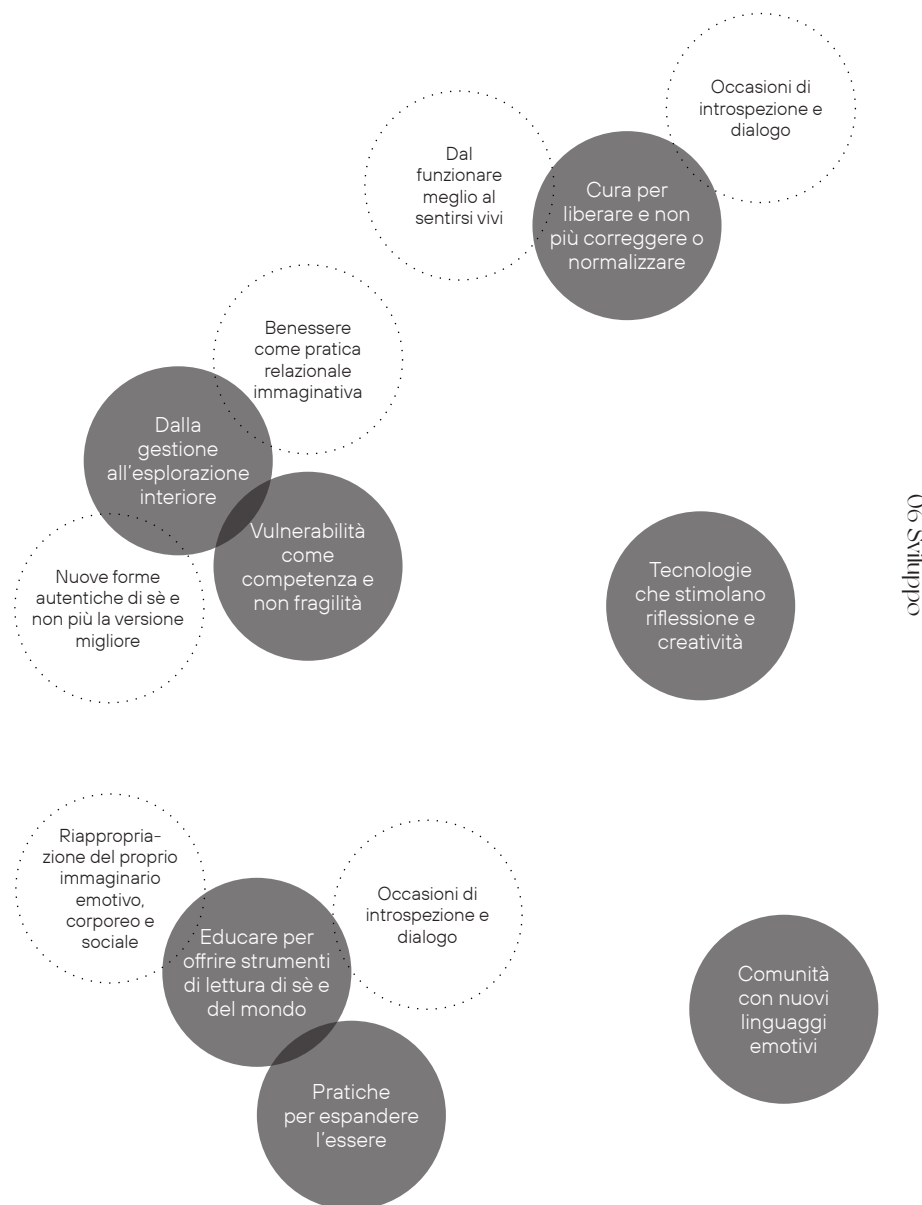 Occasioni di
introspezione e
dialogo
Dal
funzionare
meglio al
sentirsi vivi
Cura per
liberare e non
più correggere o
normalizzare
Benessere
come pratica
relazionale
immaginativa
Dalla
gestione
all'esplorazione
interiore
Vulnerabilità
come
competenza e
non fragilità
Nuove forme
autentiche di sè e
non più la versione
migliore
Tecnologie
che stimolano
riflessione e
creatività
06 Sviluppo
Riappropria-
zione del proprio
immaginario
emotivo,
corporeo e
sociale
Educare per
offrire strumenti
di lettura di sè e
del mondo
Occasioni di
introspezione e
dialogo
Pratiche
per espandere
l'essere
Comunità
con nuovi
linguaggi
emotivi